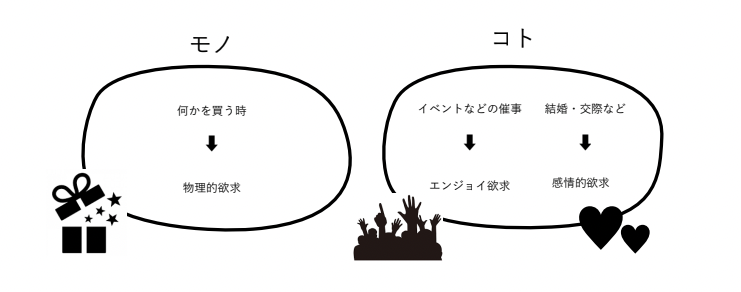 モノ
何かを買う時
物理的欲求
コト
イベントなどの催事
エンジョイ欲求
結婚・交際など
感情的欲求